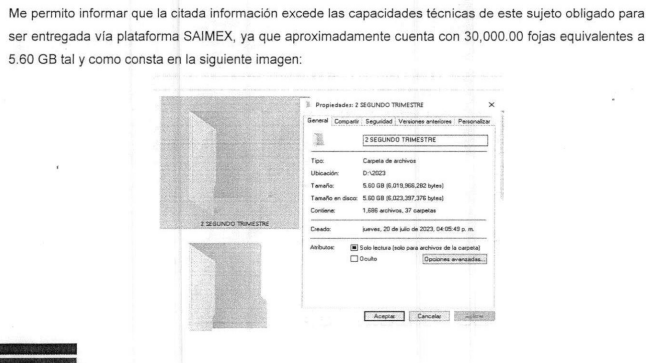 Me permito informar que la citada información excede las capacidades técnicas de este sujeto obligado para
ser entregada vía plataforma SAIMEX, ya que aproximadamente cuenta con 30,000.00 fojas equivalentes a
5.60 GB tal y como consta en la siguiente imagen:
2 SEGUNDO TRIMESTRE
Propiedades: 2 SEGUNDO TRIMESTRE
General Compartir Seguridad Versiones anteriores Personalizar
2 SEGUNDO TRIMESTRE
Tipo: Carpeta de archivos
Ubicación: D:\2023
Tamaño: 5.60 GB (6,019,966,282 bytes)
Tamaño en disco: 5.60 GB (6,023,397,376 bytes)
Contiene: 1,686 archivos, 37 carpetas
Creado: jueves, 20 de julio de 2023, 04:05:49 p. m.
Atributos: Solo lectura (solo para archivos de la carpeta)
Oculto
Opciones avanzadas...
Aceptar Cancelar